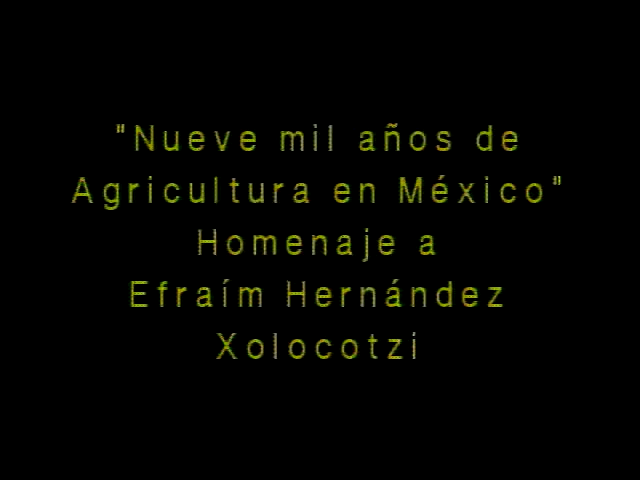 "Nueve mil años de
Agricultura en México"
Homenaje a
Efraím Hernández
Xolocotzi